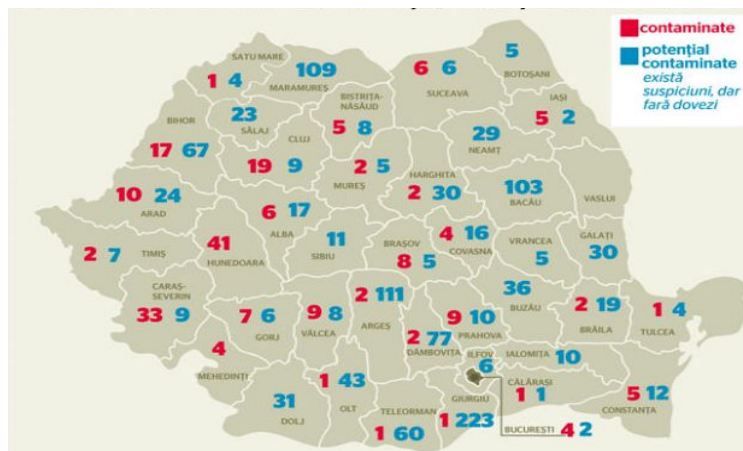 contaminate
potențial
contaminate
există
suspiciuni, dar
fară dovezi
SATU MARE
1 4
109
MARAMUREȘ
6 6
SUCEAVA
5
BOTOȘANI
IAȘI
5 2
23
SĂLAJ
BISTRIȚA-
NĂSĂUD
5 8
BIHOR
17 67
CLUJ
19 9
29
NEAMȚ
2 5
MUREȘ
HARGHITA
2 30
103
BACĂU
VASLUI
10 24
ARAD
6 17
ALBA
2 7 TIMIȘ
41
HUNEDOARA
11
SIBIU
BRAȘOV
8 5
4 16
COVASNA
VRANCEA
5
GALAȚI
30
CARAȘ-
SEVERIN
33 9
7 6
GORJ
9 8
VÂLCEA
2 111
ARGEȘ
2 77
DÂMBOVIȚA
9 10
PRAHOVA
36
BUZĂU
2 19
BRĂILA
1 4
TULCEA
4
MEHEDINȚI
ILFOV
6
IALOMIȚA 10
31
DOLJ
1 43
OLT
TELEORMAN
1 60
GIURGIU
1 223
CĂLĂRAȘI
1 1
5 12
CONSTANȚA
BUCUREȘTI 4 2